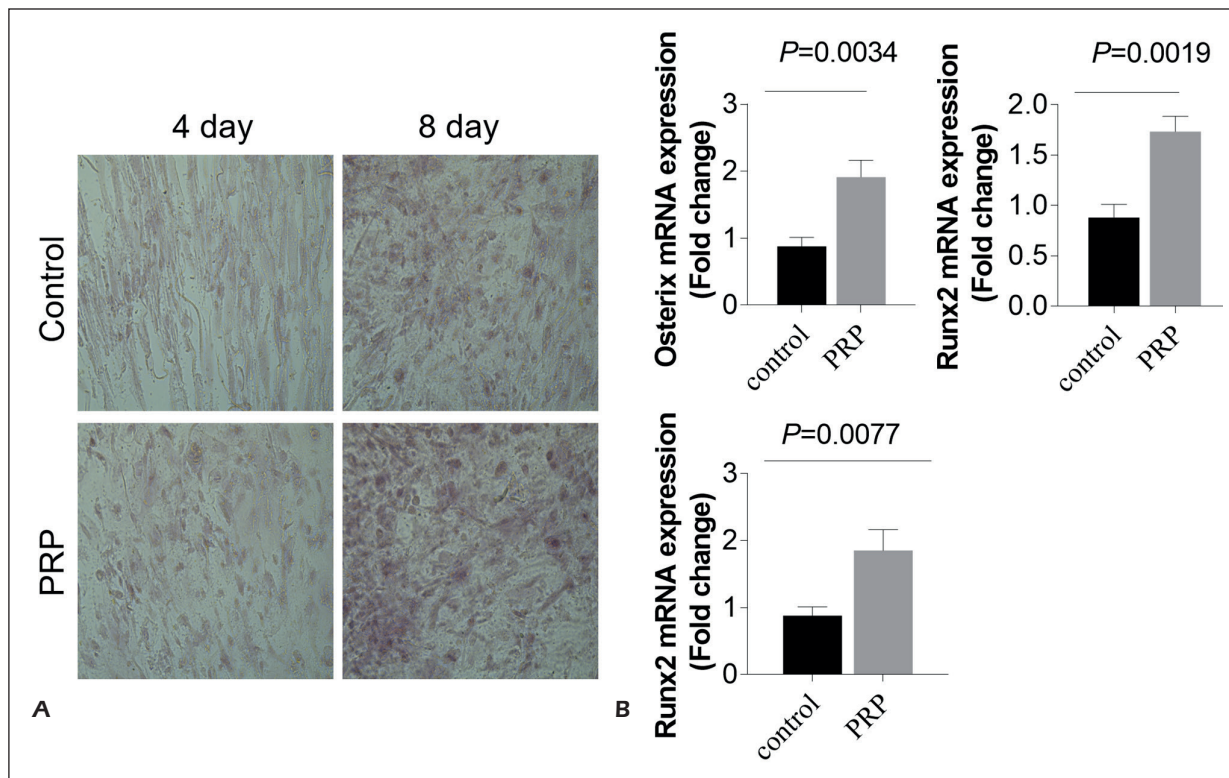 4 day
8 day
Control
PRP
A
P=0.0034
Osterix mRNA expression
(Fold change)
3
2
1
0
control
PRP
P=0.0019
Runx2 mRNA expression
(Fold change)
2.0
1.5
1.0
0.5
0.0
control
PRP
P=0.0077
Runx2 mRNA expression
(Fold change)
3
2
1
0
control
PRP
B